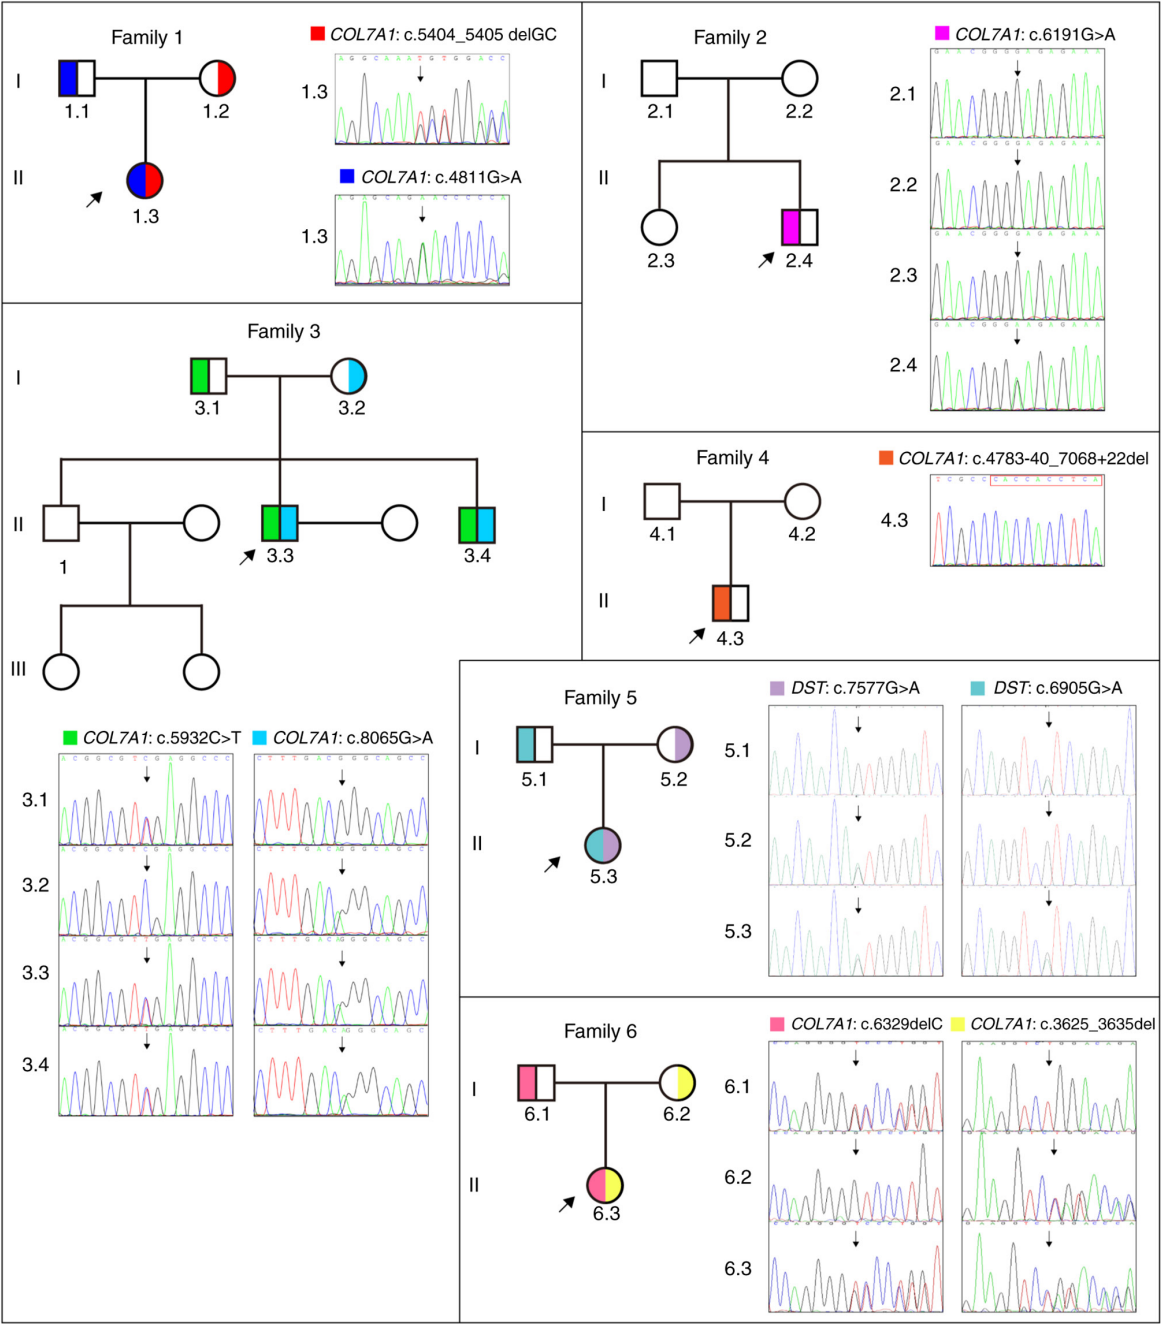 Family 1
I
1.1
1.2
II
1.3
COL7A1: c.5404_5405 delGC
A G G C A A A T G T G G A C C
1.3
COL7A1: c.4811G>A
1.3
Family 2
I
2.1
2.2
II
2.3
2.4
COL7A1: c.6191G>A
2.1
G A A C G G G G A G A G A A A
2.2
G A A C G G G G A G A G A A A
2.3
G A A C G G G G A G A G A A A
2.4
G A A C G G G A A G A G A A A
Family 3
I
3.1
3.2
II
1
3.3
3.4
III
COL7A1: c.5932C>T
COL7A1: c.8065G>A
3.1
A C G G C G T C G A G G C C C
C T T T G A C G G G C A G C C
3.2
3.3
3.4
Family 4
I
4.1
4.2
II
4.3
COL7A1: c.4783-40_7068+22del
T C G C C C A C C A C C T C A
4.3
Family 5
I
5.1
5.2
II
5.3
DST: c.7577G>A
DST: c.6905G>A
5.1
5.2
5.3
Family 6
I
6.1
6.2
II
6.3
COL7A1: c.6329delC
COL7A1: c.3625_3635del
6.1
6.2
6.3